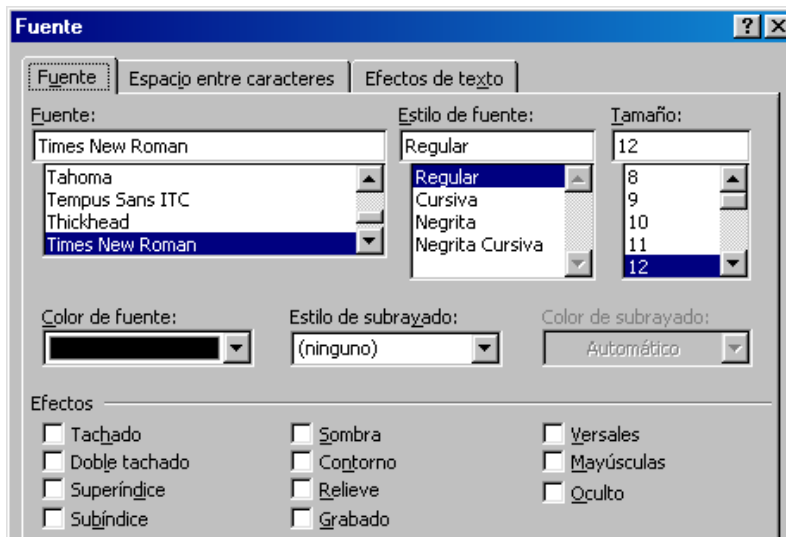 Fuente
Fuente Espacio entre caracteres Efectos de texto
Fuente: Estilo de fuente: Tamaño:
Times New Roman Regular 12
Tahoma Regular 8
Tempus Sans ITC Cursiva 9
Thickhead Negrita 10
Times New Roman Negrita Cursiva 11
12
Color de fuente: Estilo de subrayado: Color de subrayado:
(ninguno) Automático
Efectos
Tachado Sombra Versales
Doble tachado Contorno Mayúsculas
Superíndice Relieve Oculto
Subíndice Grabado